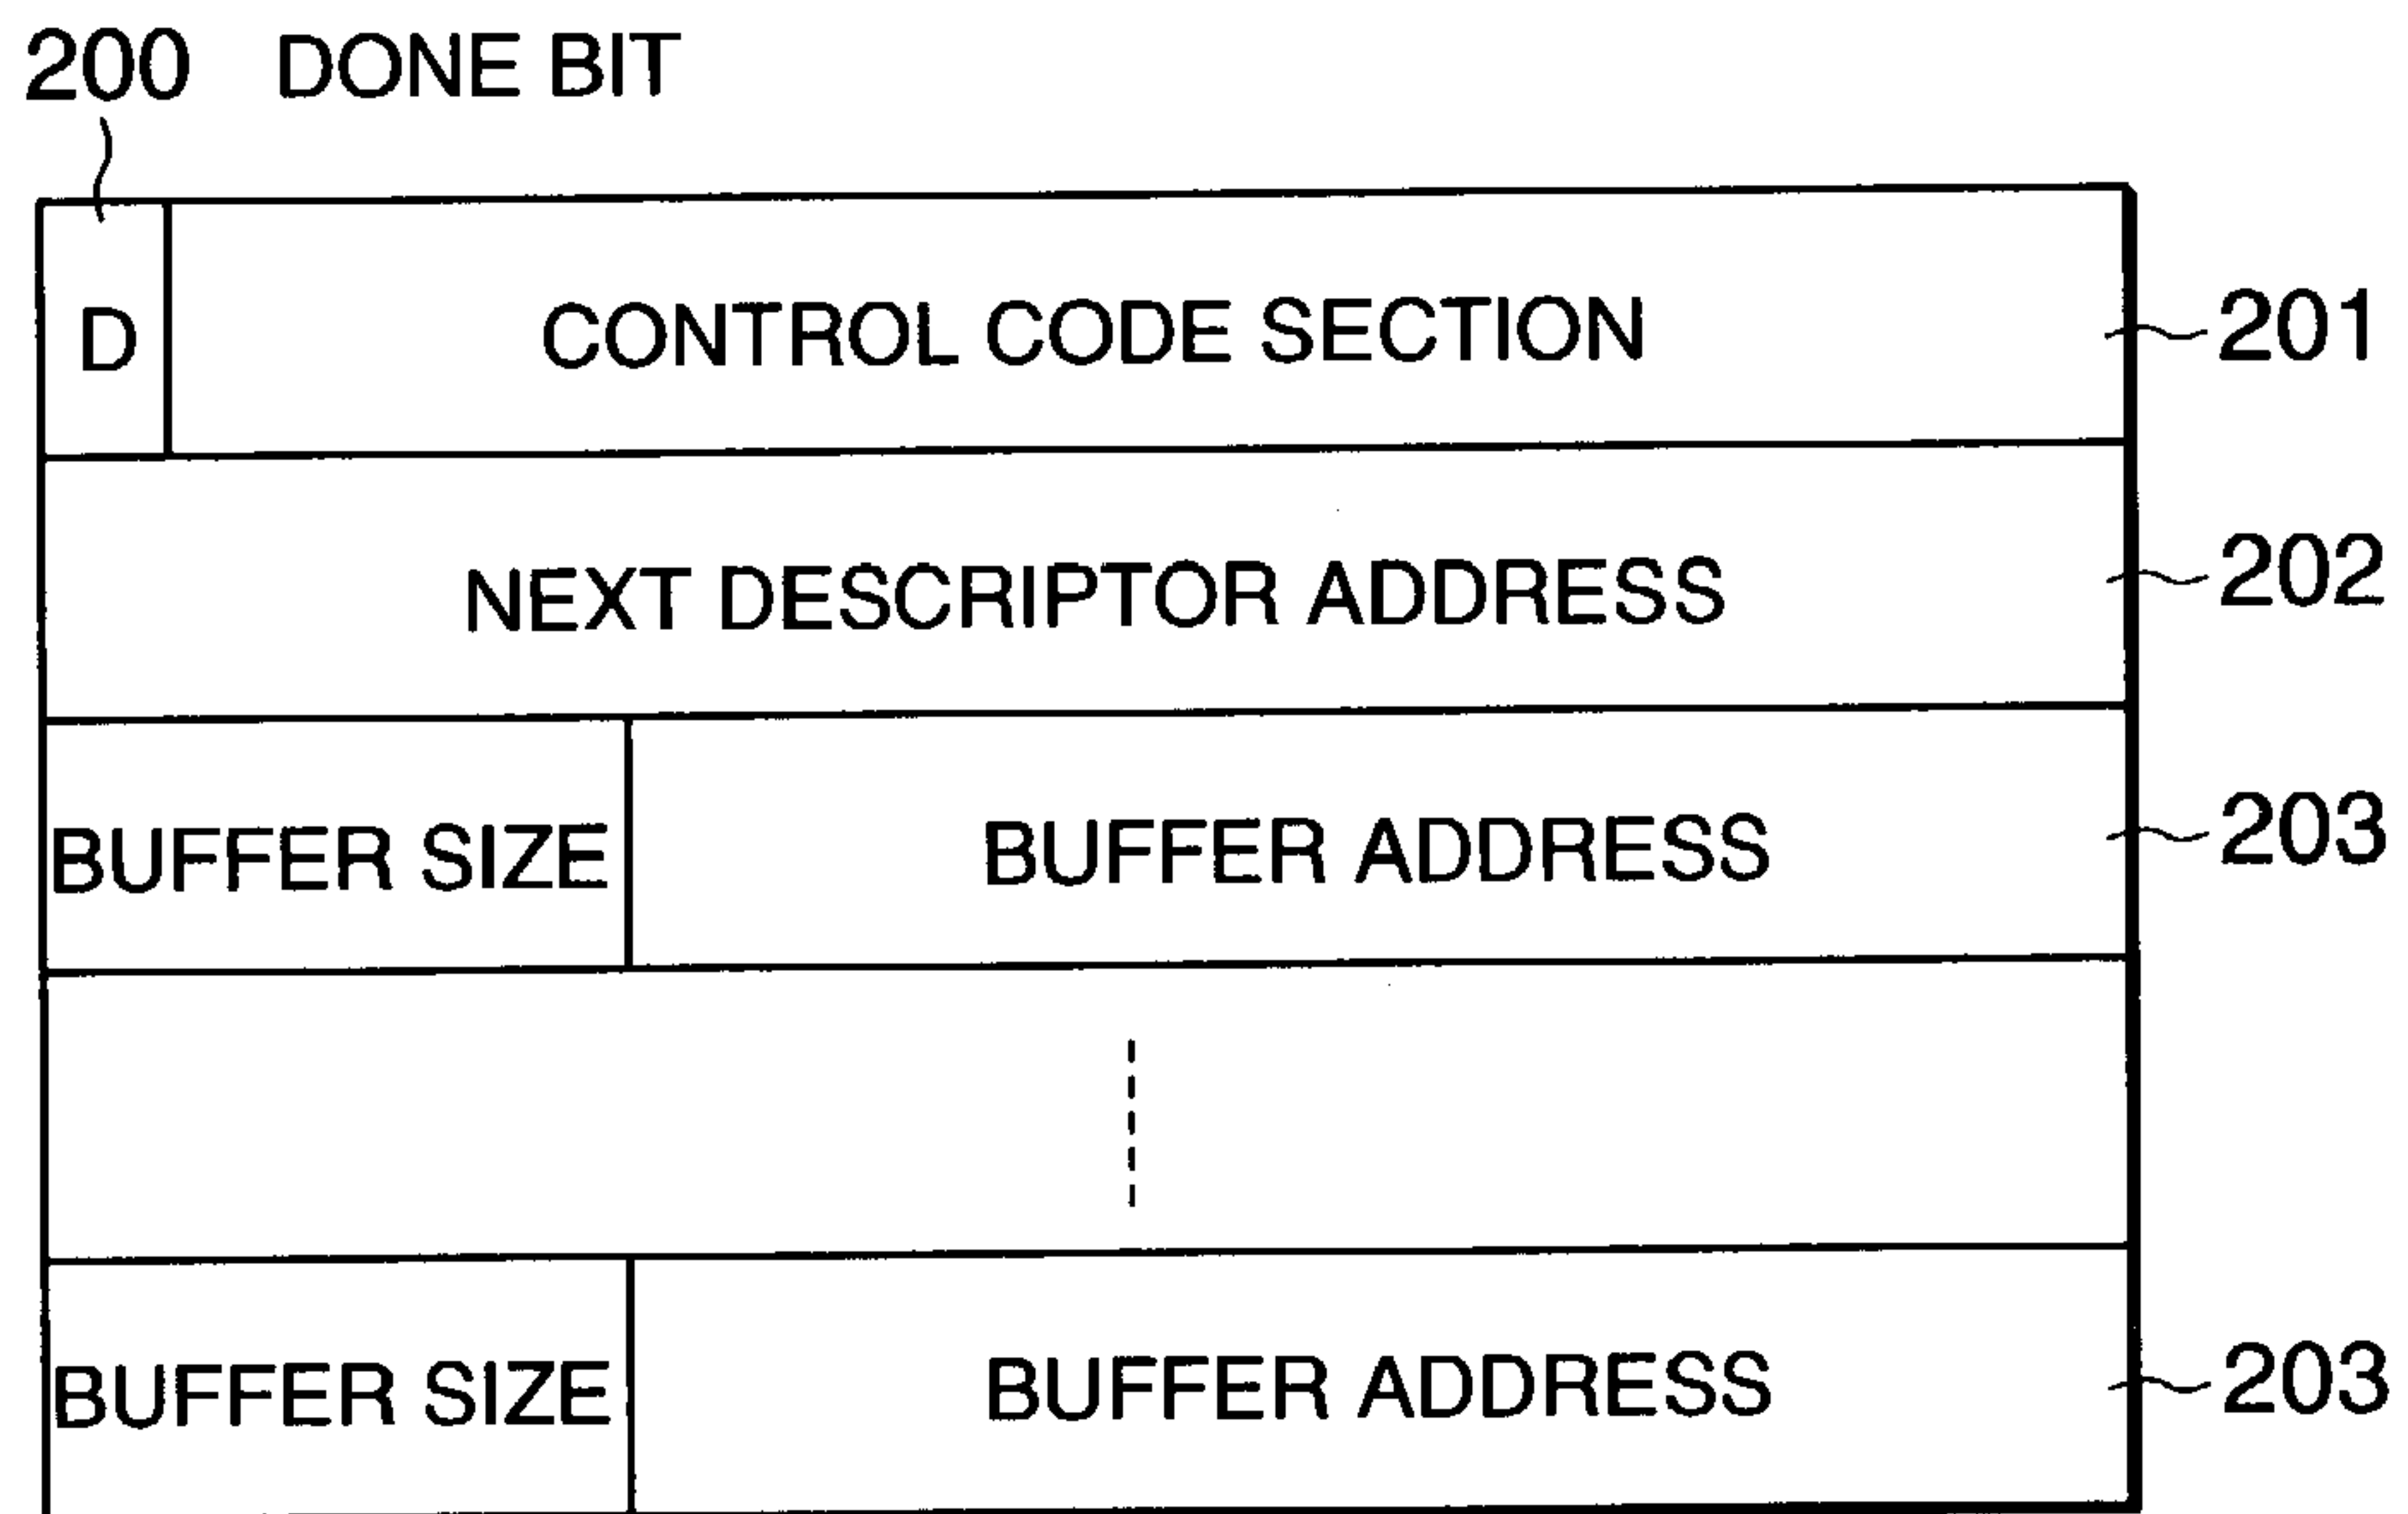 200 DONE BIT
D CONTROL CODE SECTION 201
NEXT DESCRIPTOR ADDRESS 202
BUFFER SIZE BUFFER ADDRESS 203
BUFFER SIZE BUFFER ADDRESS 203